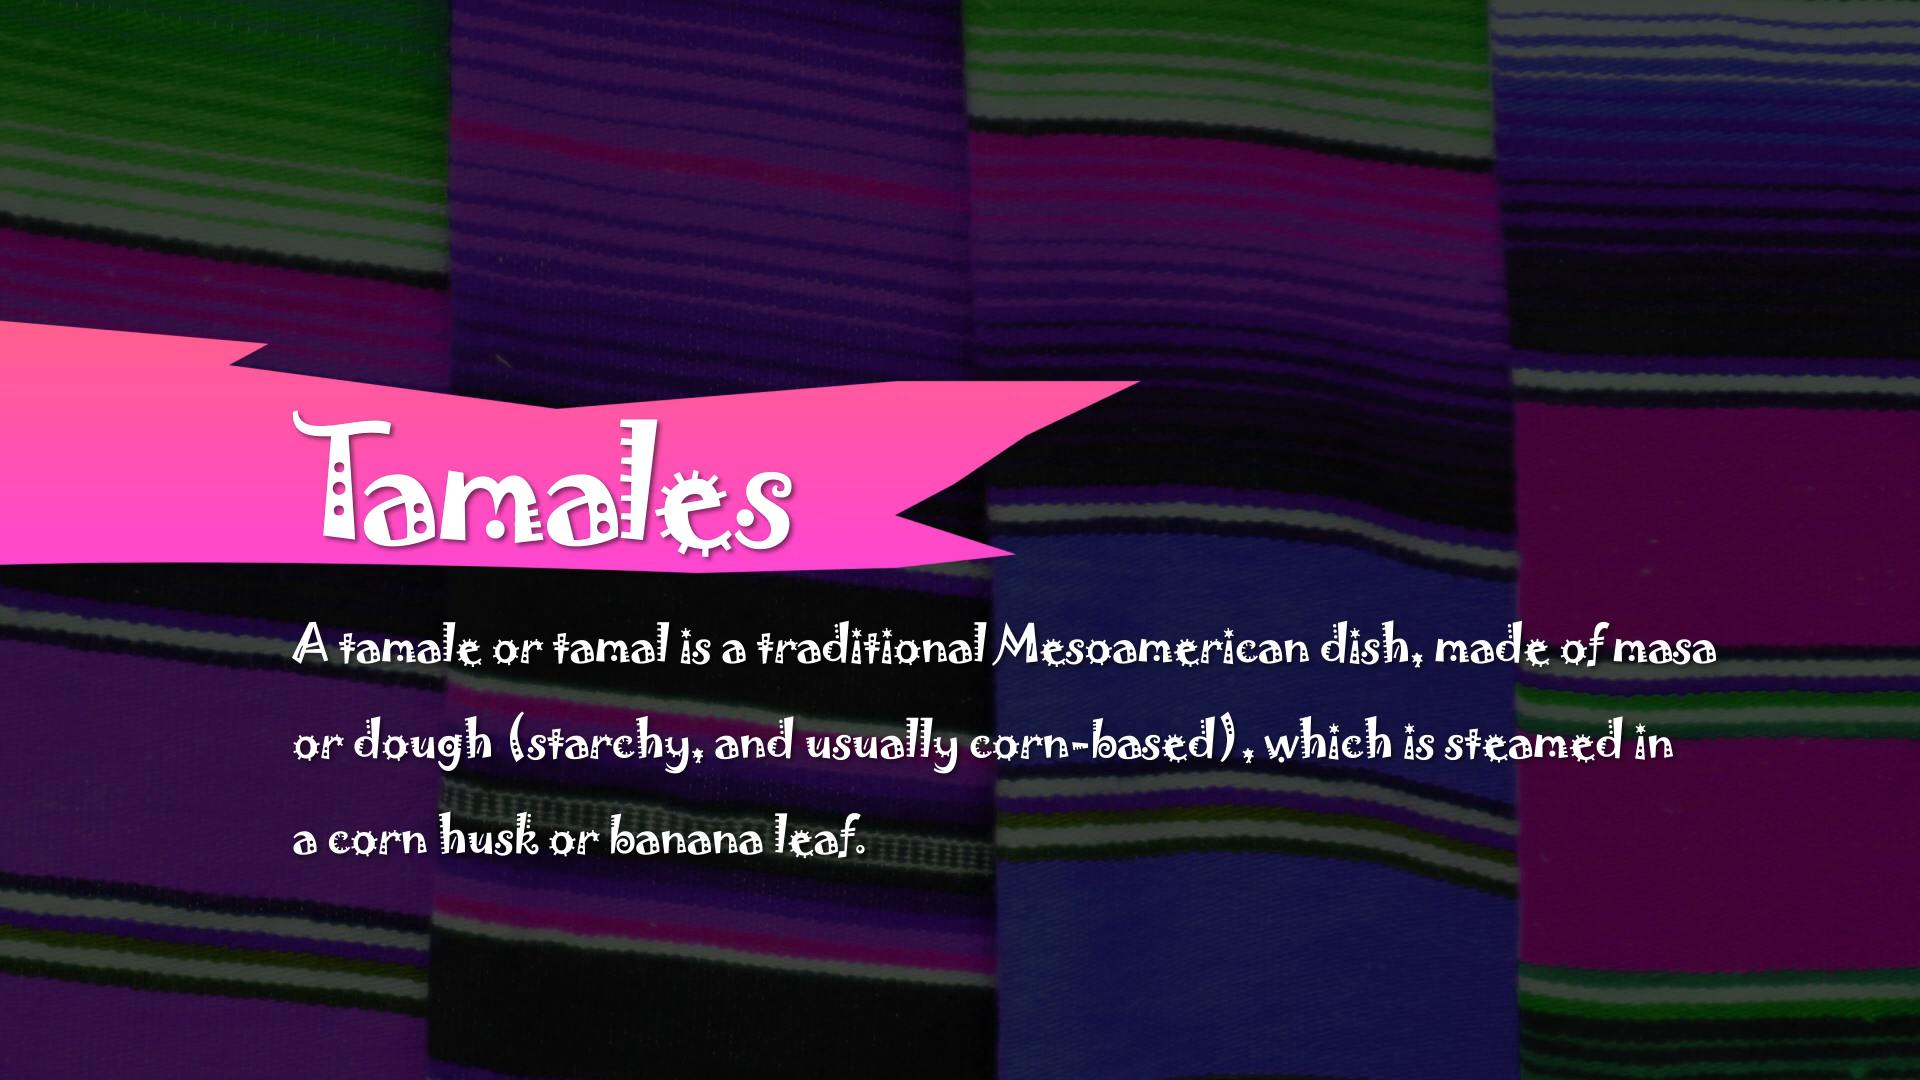 Tamales
A tamale or tamal is a traditional Mesoamerican dish, made of masa
or dough (starchy, and usually corn-based), which is steamed in
a corn husk or banana leaf.